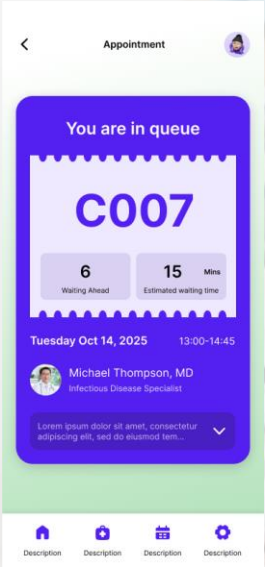 Appointment
You are in queue
C007
6
Waiting Ahead
15 Mins
Estimated waiting time
Tuesday Oct 14, 2025 13:00-14:45
Michael Thompson, MD
Infectious Disease Specialist
Lorem ipsum dolor sit amet, consectetur
adipiscing elit, sed do eiusmod tem...
Description Description Description Description